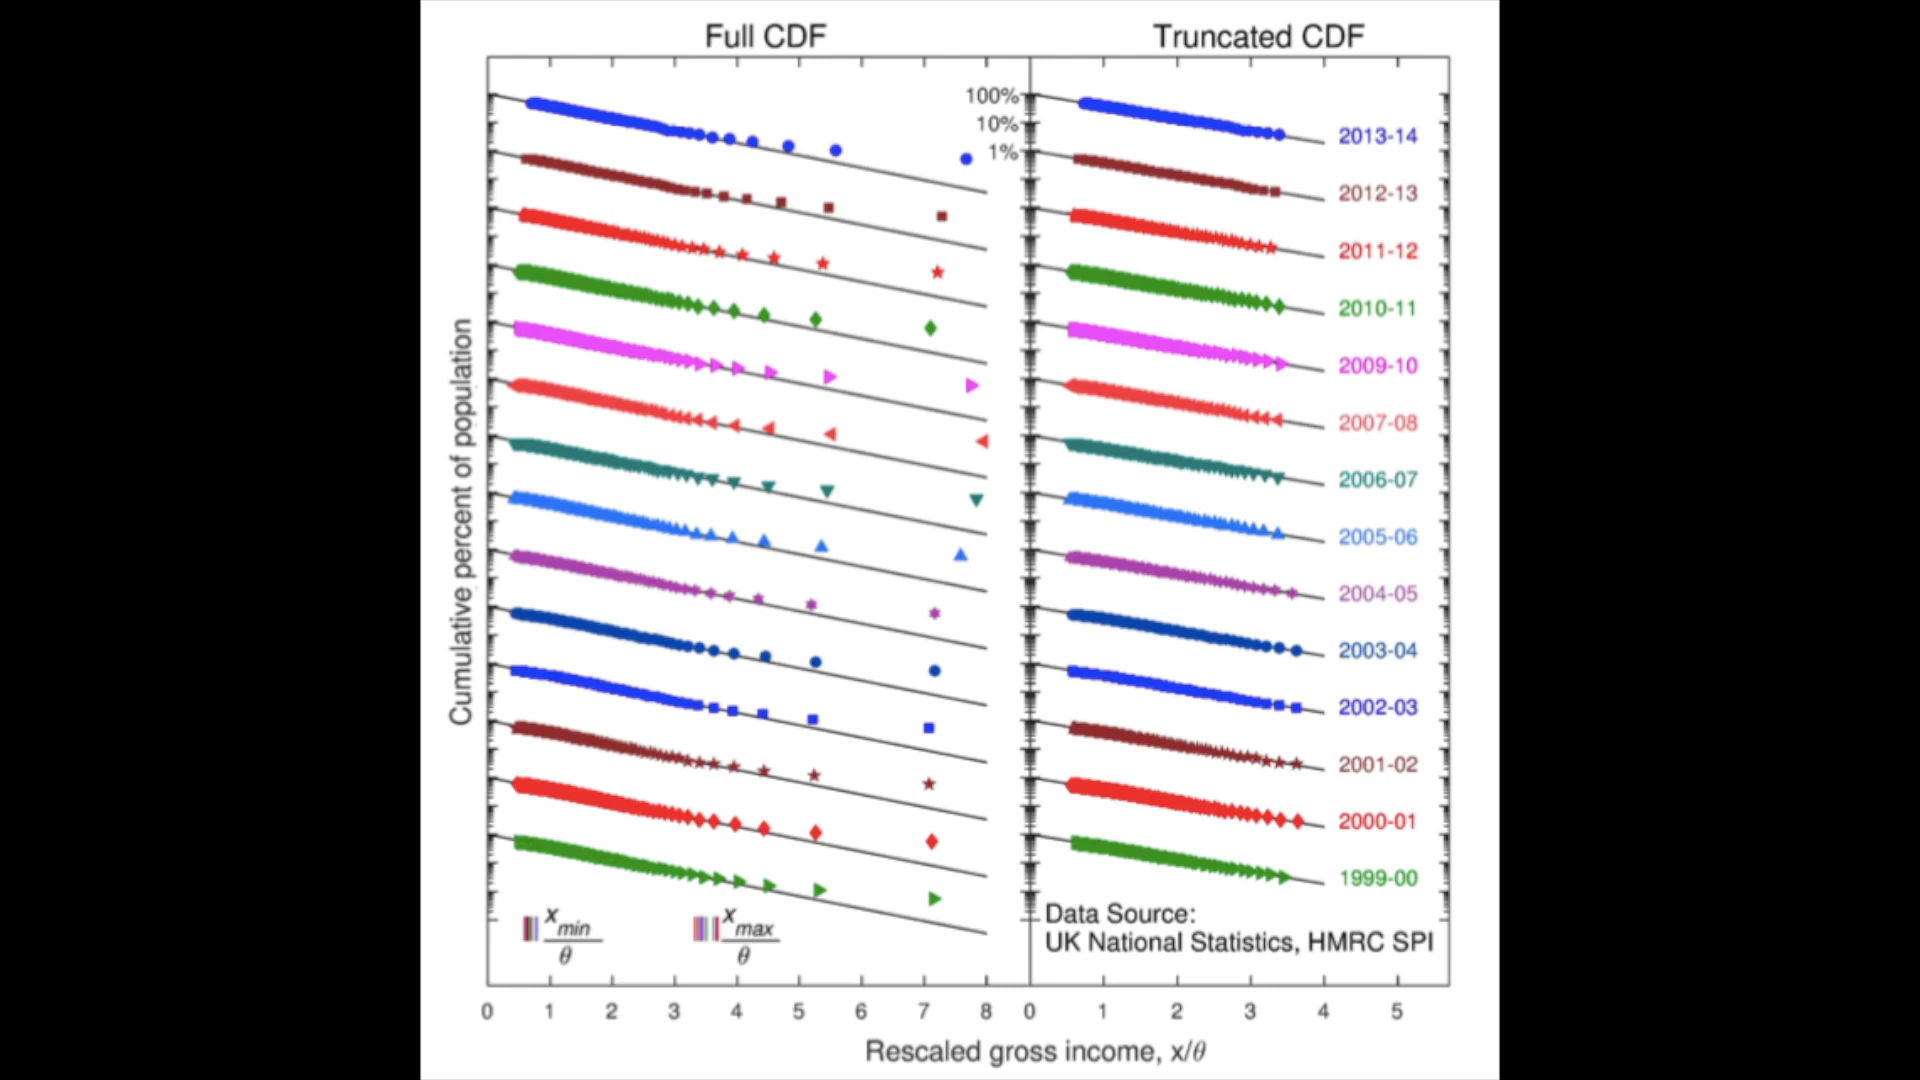 Full CDF
Truncated CDF
100%
10%
1%
2013-14
2012-13
2011-12
2010-11
2009-10
2007-08
2006-07
2005-06
2004-05
2003-04
2002-03
2001-02
2000-01
1999-00
Cumulative percent of population
x min
θ
x max
θ
Data Source:
UK National Statistics, HMRC SPI
0 1 2 3 4 5 6 7 8 0 1 2 3 4 5
Rescaled gross income, x/θ